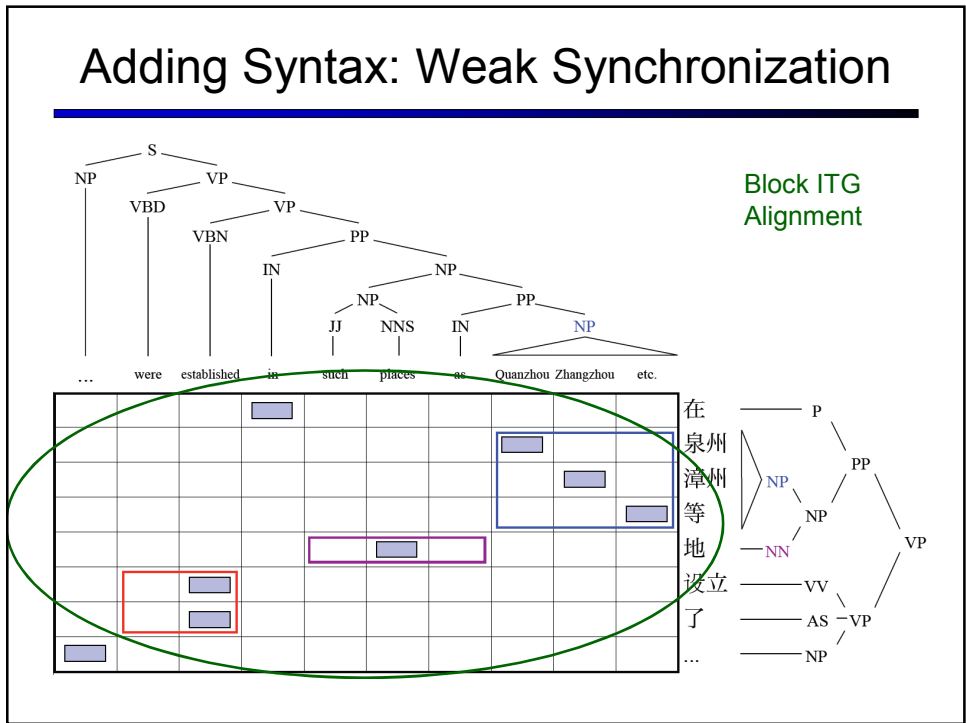 Adding Syntax: Weak Synchronization
Block ITG
Alignment
S
NP VP
VBD VP
VBN PP
IN NP
NP PP
JJ NNS IN NP
... were established in such places as Quanzhou Zhangzhou etc.
在 P
泉州
PP
漳州 NP
等 NP
地 NN VP
设立 VV
了 AS VP
... NP